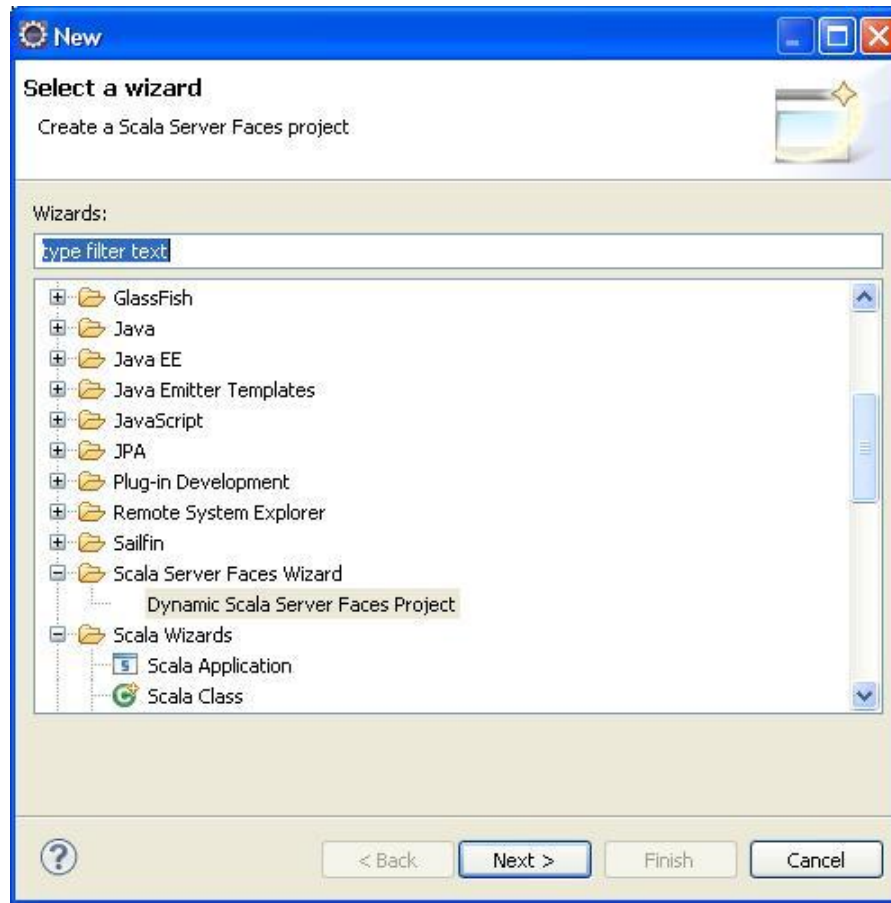 New
Select a wizard
Create a Scala Server Faces project
Wizards:
type filter text
GlassFish
Java
Java EE
Java Emitter Templates
JavaScript
JPA
Plug-in Development
Remote System Explorer
Sailfin
Scala Server Faces Wizard
Dynamic Scala Server Faces Project
Scala Wizards
Scala Application
Scala Class
< Back Next > Finish Cancel